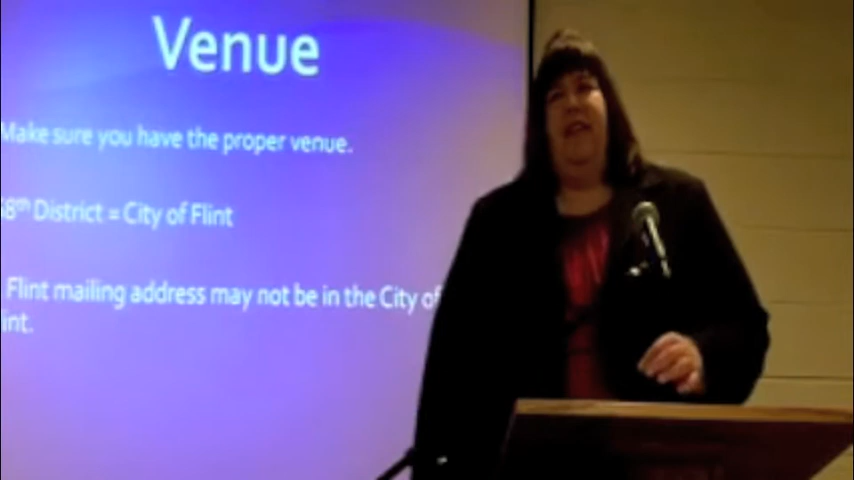 Venue
Make sure you have the proper venue.
8th District = City of Flint
Flint mailing address may not be in the City of